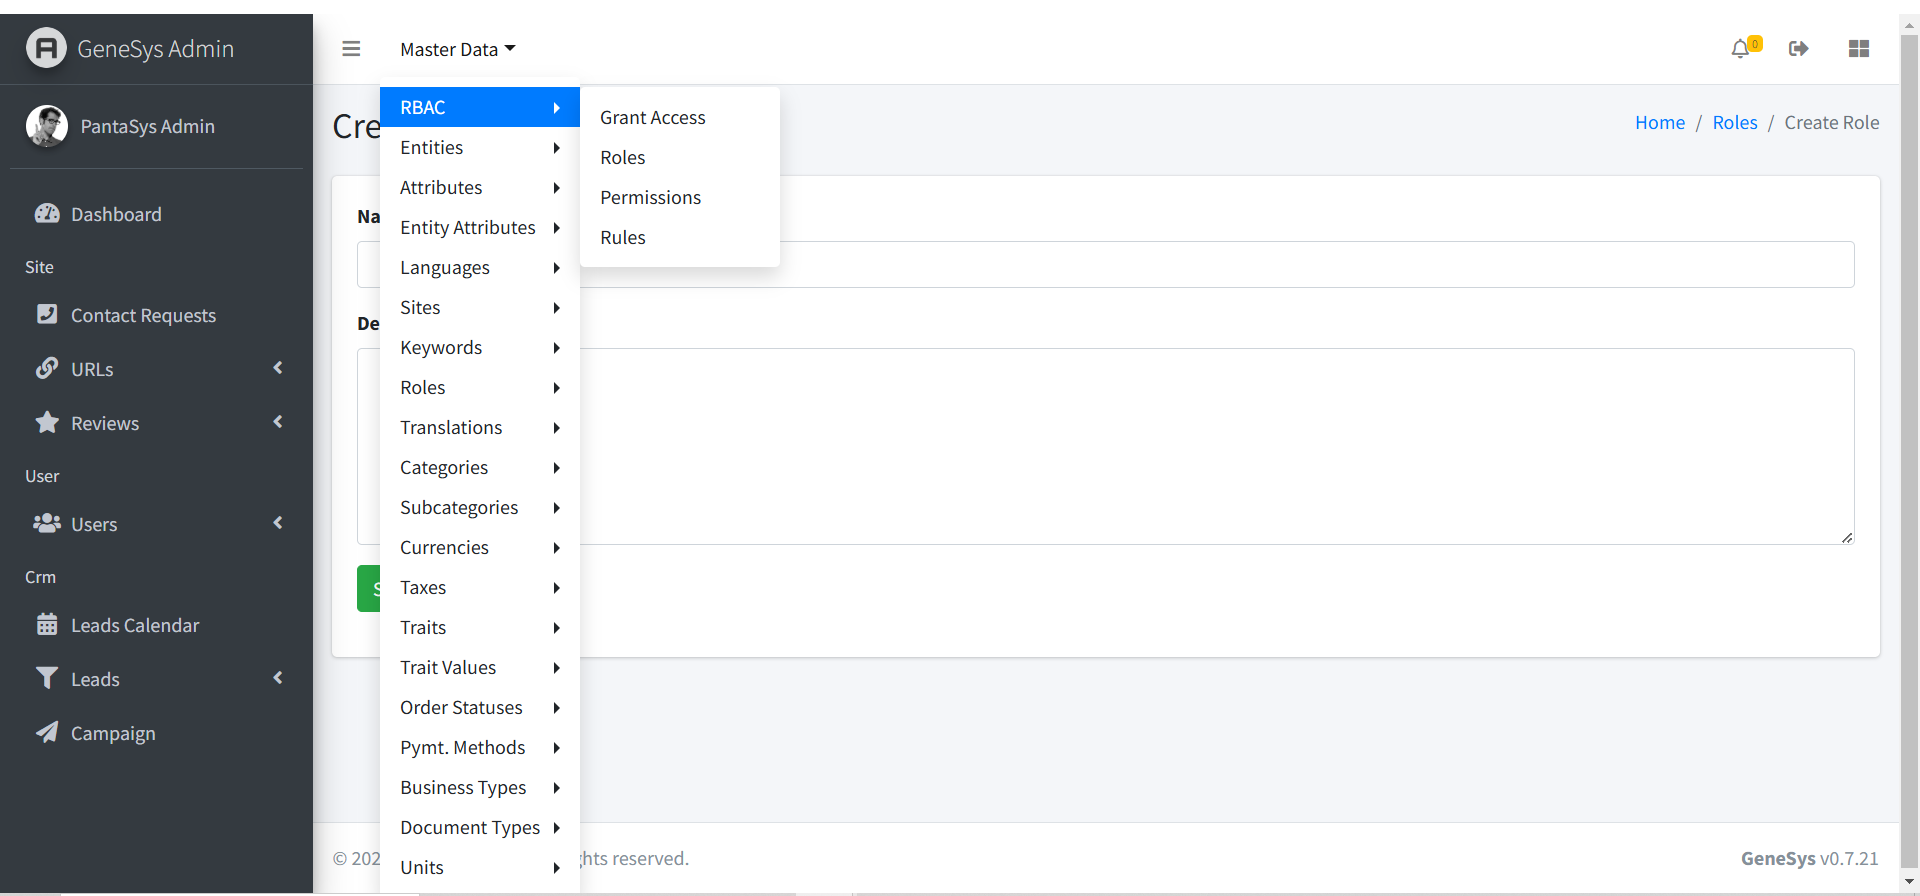 GeneSys Admin
Master Data
0
PantaSys Admin
Cre
Home / Roles / Create Role
RBAC
Entities
Attributes
Entity Attributes
Languages
Sites
Keywords
Roles
Translations
Categories
Subcategories
Currencies
Taxes
Traits
Trait Values
Order Statuses
Pymt. Methods
Business Types
Document Types
Units
Grant Access
Roles
Permissions
Rules
Dashboard
Site
Contact Requests
URLs
Reviews
User
Users
Crm
Leads Calendar
Leads
Campaign
Na
De
S
© 202
hts reserved.
GeneSys v0.7.21